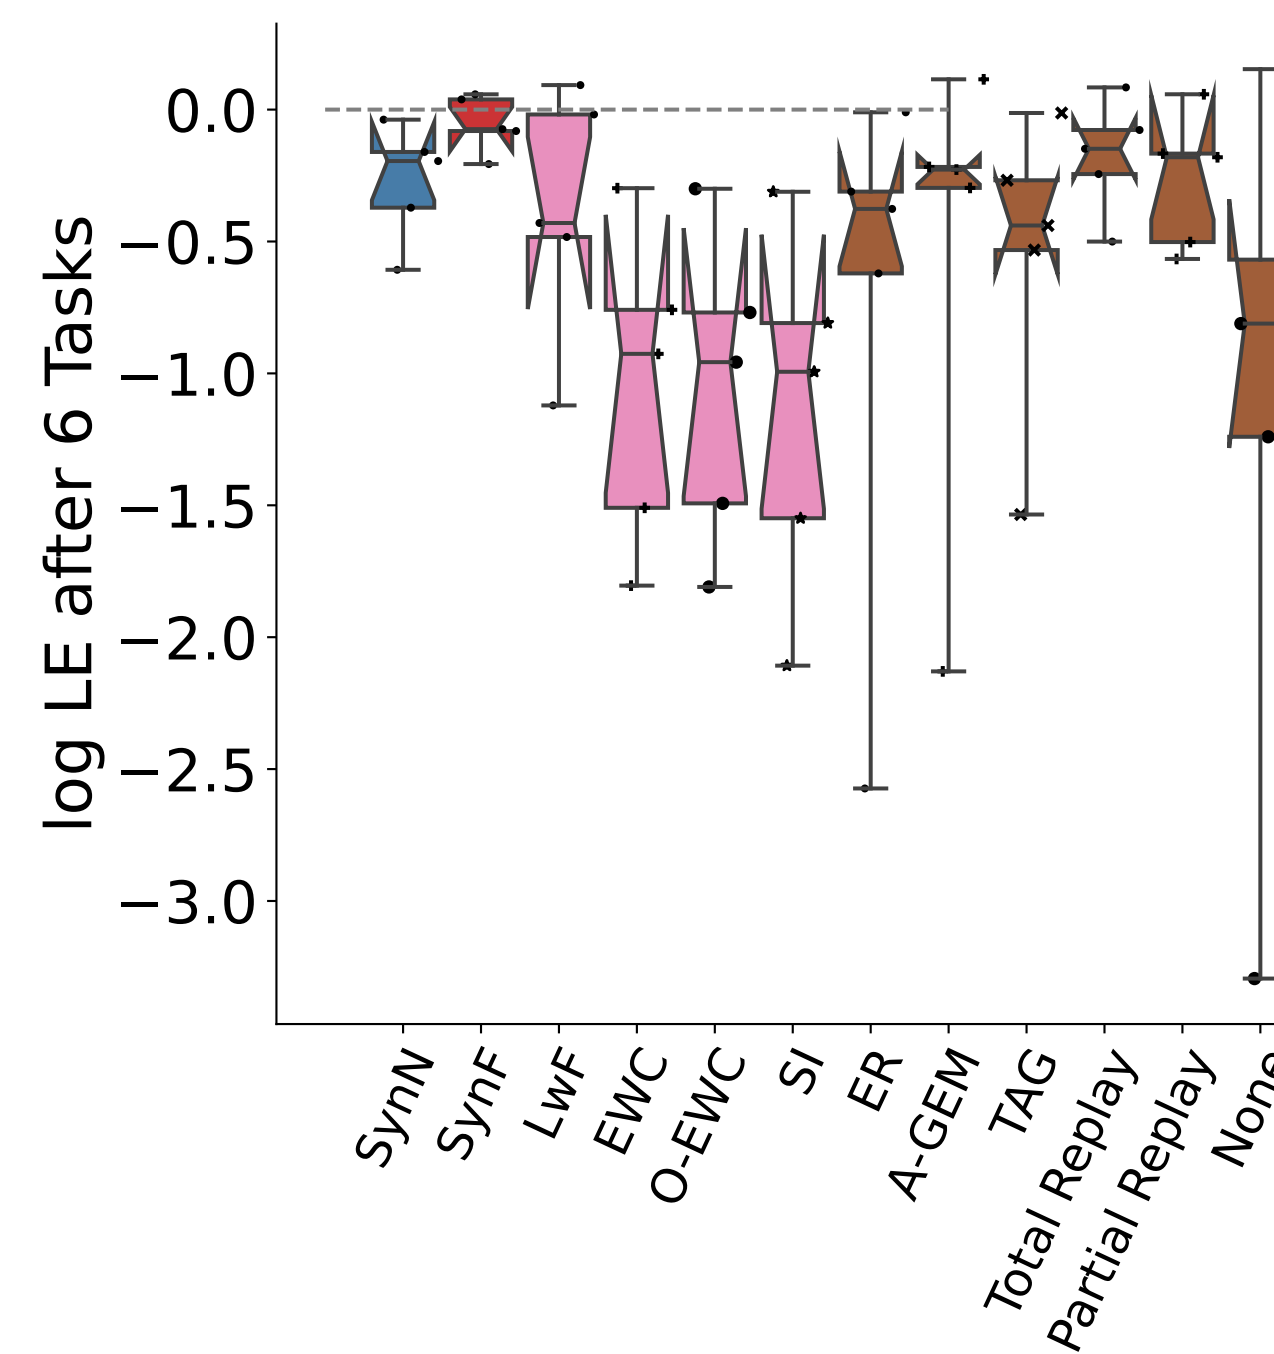 log LE after 6 Tasks
0.0
−0.5
−1.0
−1.5
−2.0
−2.5
−3.0
SynN
SynF
LwF
EWC
O-EWC
SI
ER
A-GEM
TAG
Total Replay
Partial Replay
None